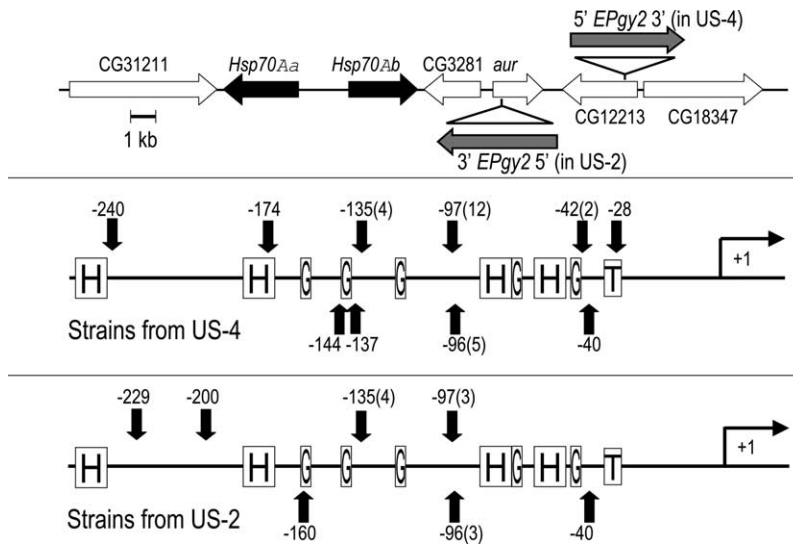 5' EPgy2 3' (in US-4)
CG31211 Hsp70Aa Hsp70Ab CG3281 aur
1 kb
CG12213 CG18347
3' EPgy2 5' (in US-2)
-240 -174 -135(4) -97(12) -42(2) -28
+1
H H G G G H G H G T
Strains from US-4
-144 -137 -96(5) -40
-229 -200 -135(4) -97(3)
+1
H H G G G H G H G T
Strains from US-2
-160 -96(3) -40